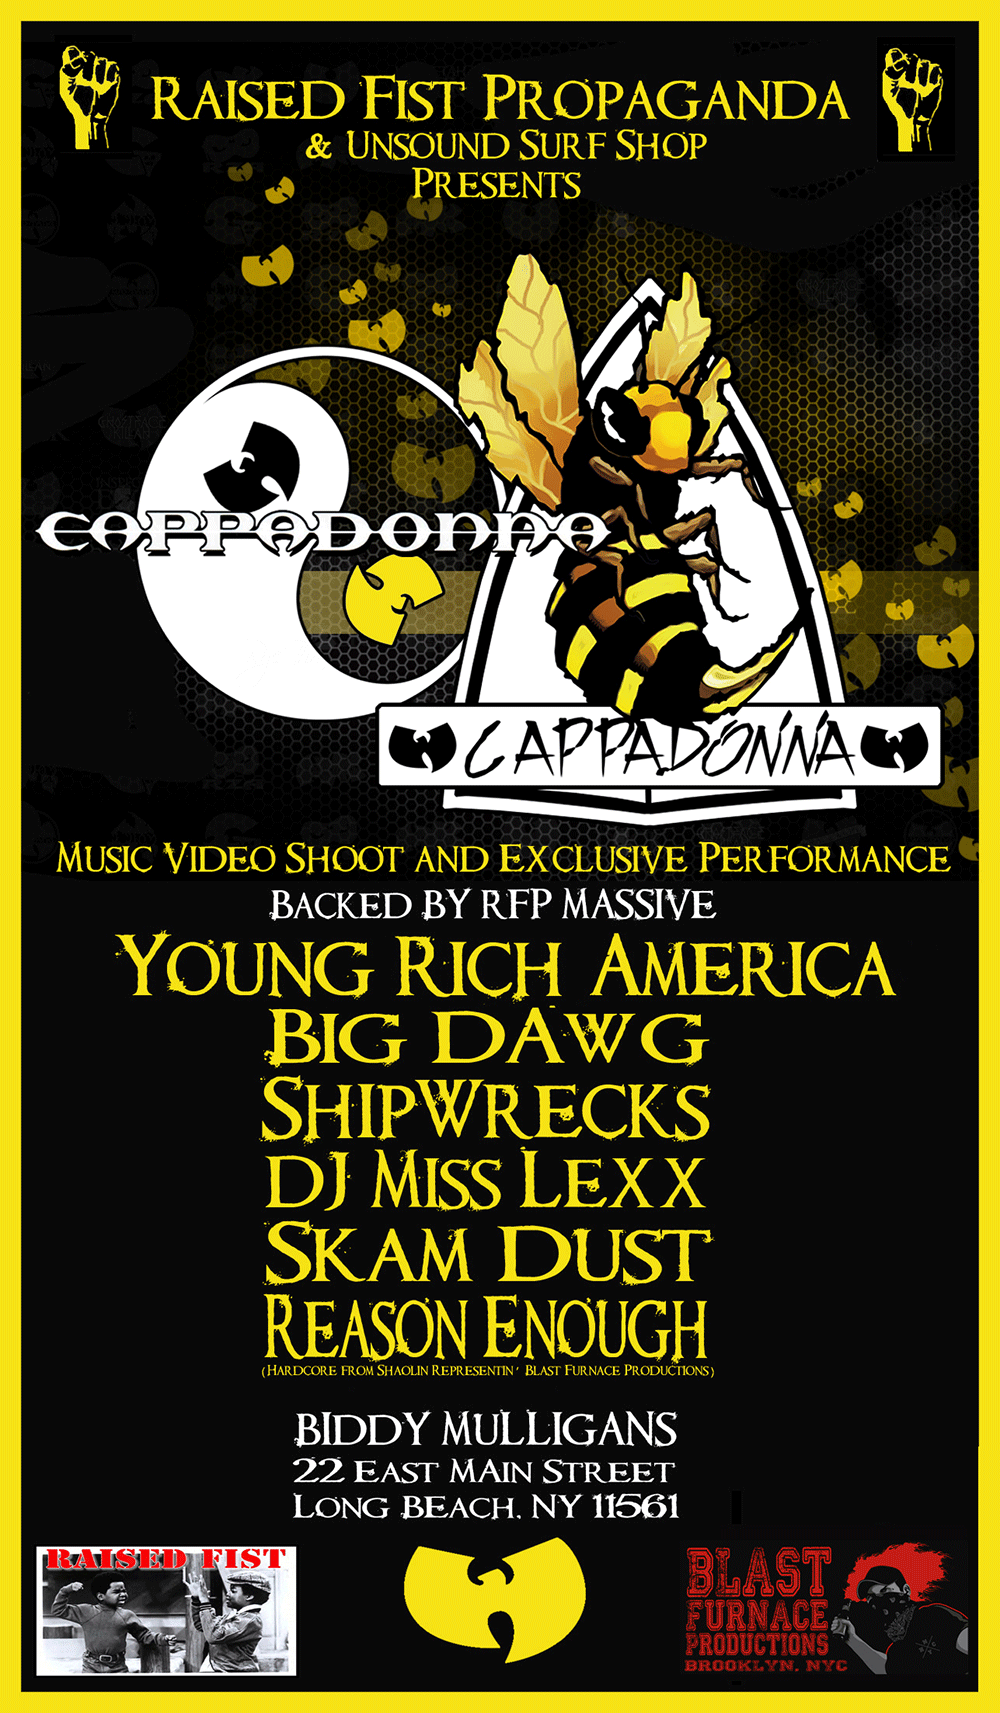 Raised Fist Propaganda
& Unsound Surf Shop
Presents
CAPPADONNA
CAPPADONNA
Music Video Shoot and Exclusive Performance
Backed by RFP Massive
Young Rich America
Big Dawg
Shipwrecks
DJ Miss Lexx
Skam Dust
Reason Enough
(Hardcore from Shaolin Representin' Blast Furnace Productions)
Biddy Mulligans
22 East Main Street
Long Beach, NY 11561
RAISED FIST
BLAST
FURNACE
PRODUCTIONS
BROOKLYN, NYC